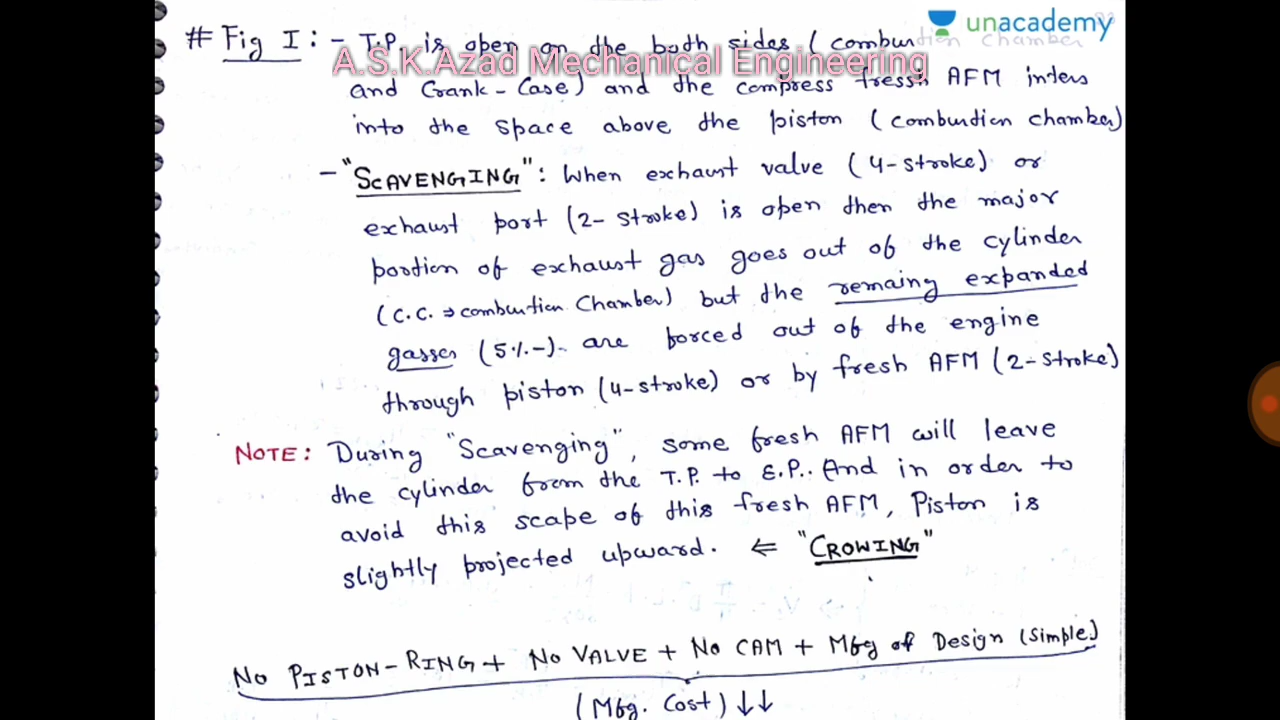 unacademy
# Fig I : - T.P. is open on the both sides ( combustion chamber
A.S.K.Azad Mechanical Engineering
and Crank-Case) and the compress fresh AFM inters
into the space above the piston (combustion chamber)
- "SCAVENGING" : When exhaust valve (4-stroke) or
exhaust port (2-stroke) is open then the major
portion of exhaust gas goes out of the cylinder
(C.C. ⇒ combustion Chamber) but the remaing expanded
gasses (5%-). are forced out of the engine
through piston (4-stroke) or by fresh AFM (2-stroke)
NOTE: During "Scavenging", some fresh AFM will leave
the cylinder from the T.P. to E.P.. And in order to
avoid this scape of this fresh AFM, Piston is
slightly projected upward. ⇐ "CROWING"
No PISTON-RING + No VALVE + No CAM + Mfg of Design (Simple)
(Mfg. Cost) ↓↓